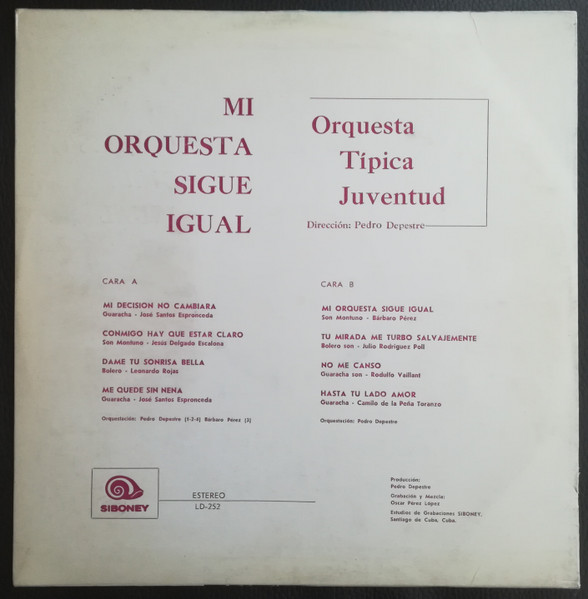 MI
ORQUESTA
SIGUE
IGUAL
Orquesta
Típica
Juventud
Dirección: Pedro Depestre
CARA A
MI DECISION NO CAMBIARA
Guaracha - José Santos Espronceda
CONMIGO HAY QUE ESTAR CLARO
Son Montuno - Jesús Delgado Escalona
DAME TU SONRISA BELLA
Bolero - Leonardo Rojas
ME QUEDE SIN NENA
Guaracha - José Santos Espronceda
Orquestación: Pedro Depestre (1-2-4) Bárbaro Pérez (3)
CARA B
MI ORQUESTA SIGUE IGUAL
Son Montuno - Bárbaro Pérez
TU MIRADA ME TURBO SALVAJEMENTE
Bolero son - Julio Rodríguez Poll
NO ME CANSO
Guaracha son - Rodulfo Vaillant
HASTA TU LADO AMOR
Guaracha - Camilo de la Peña Toranzo
Orquestación: Pedro Depestre
SIBONEY
ESTEREO
LD-252
Producción:
Pedro Depestre
Grabación y Mezcla:
Oscar Pérez López
Estudios de Grabaciones SIBONEY.
Santiago de Cuba, Cuba.